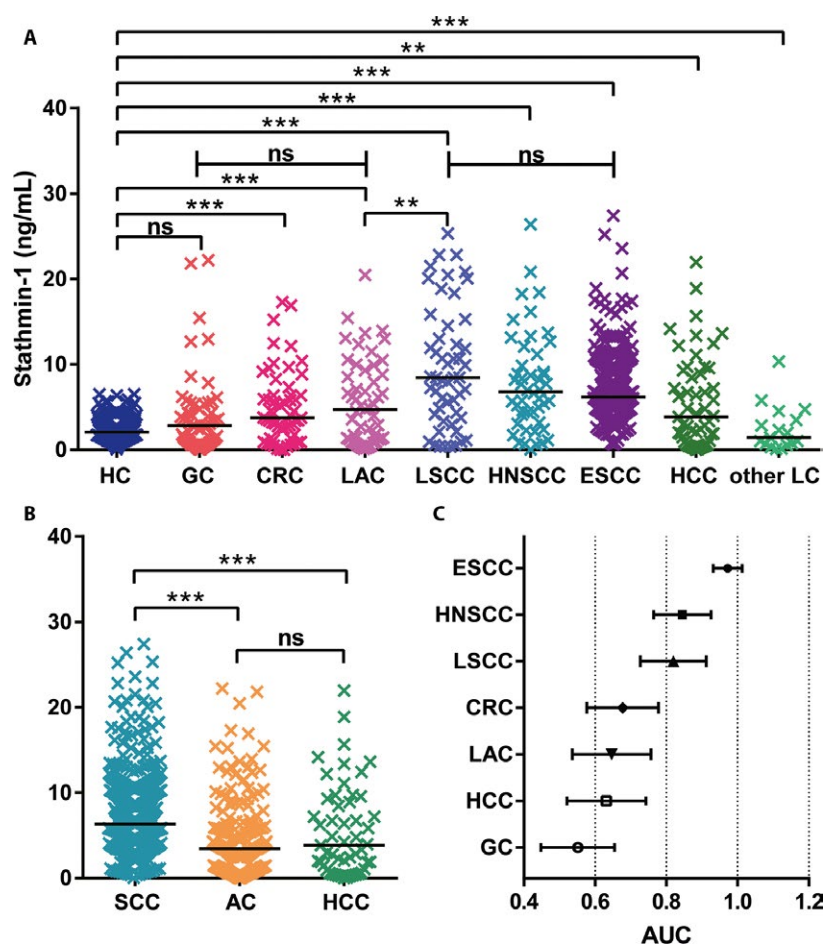 A
***
**
***
***
***
ns
ns
***
**
***
ns
Stathmin-1 (ng/mL)
40
30
20
10
0
HC GC CRC LAC LSCC HNSCC ESCC HCC other LC
B
40
30
20
10
0
***
***
ns
SCC AC HCC
C
ESCC
HNSCC
LSCC
CRC
LAC
HCC
GC
0.4 0.6 0.8 1.0 1.2
AUC